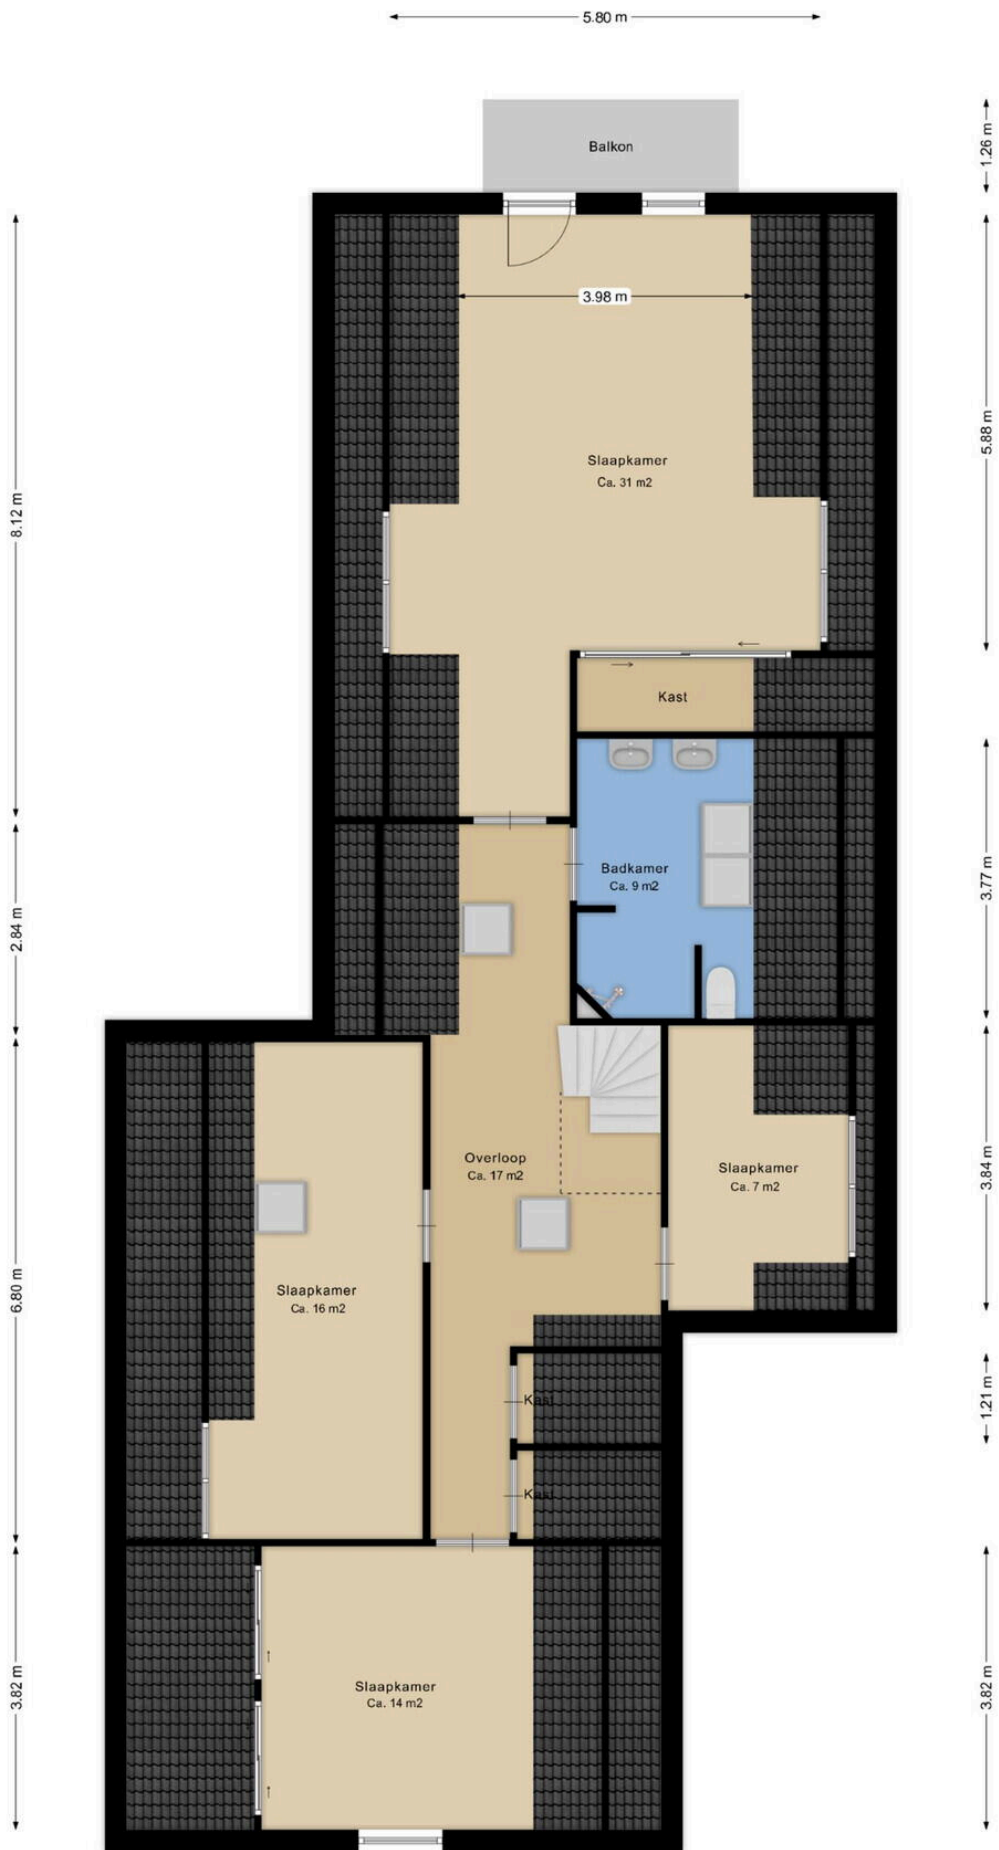 5.80 m
1.26 m
Balkon
3.98 m
8.12 m
5.88 m
Slaapkamer
Ca. 31 m2
Kast
Badkamer
Ca. 9 m2
2.84 m
3.77 m
Overloop
Ca. 17 m2
Slaapkamer
Ca. 7 m2
3.84 m
Slaapkamer
Ca. 16 m2
6.80 m
Kast
1.21 m
Kast
Slaapkamer
Ca. 14 m2
3.82 m
3.82 m